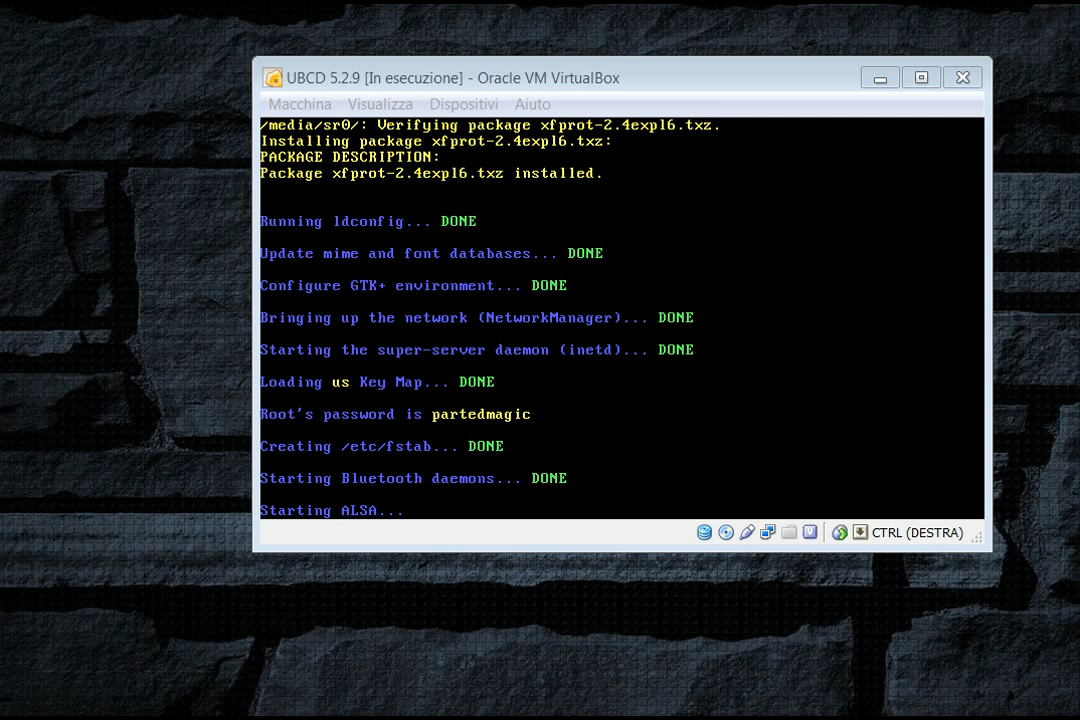 UBCD 5.2.9 [In esecuzione] - Oracle VM VirtualBox
Macchina Visualizza Dispositivi Aiuto
/media/sr0/: Verifying package xfprot-2.4expl6.txz.
Installing package xfprot-2.4expl6.txz:
PACKAGE DESCRIPTION:
Package xfprot-2.4expl6.txz installed.
Running ldconfig... DONE
Update mime and font databases... DONE
Configure GTK+ environment... DONE
Bringing up the network (NetworkManager)... DONE
Starting the super-server daemon (inetd)... DONE
Loading us Key Map... DONE
Root's password is partedmagic
Creating /etc/fstab... DONE
Starting Bluetooth daemons... DONE
Starting ALSA...
CTRL (DESTRA)